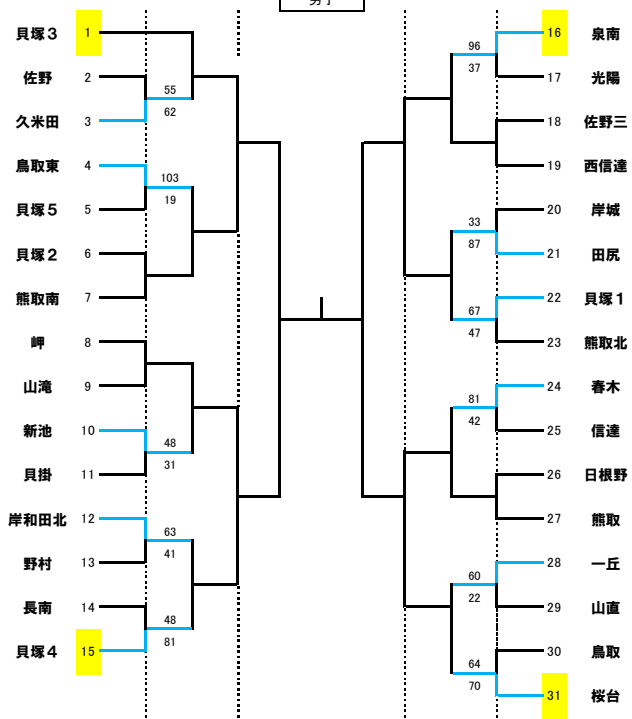 貝塚３ 1
佐野 2
55
62
久米田 3
鳥取東 4
103
19
貝塚５ 5
貝塚２ 6
熊取南 7
岬 8
山滝 9
新池 10
48
31
貝掛 11
岸和田北 12
63
41
野村 13
長南 14
48
81
貝塚４ 15
16 泉南
96
37
17 光陽
18 佐野三
19 西信達
20 岸城
33
87
21 田尻
22 貝塚１
67
47
23 熊取北
24 春木
81
42
25 信達
26 日根野
27 熊取
28 一丘
60
22
29 山直
30 鳥取
64
70
31 桜台